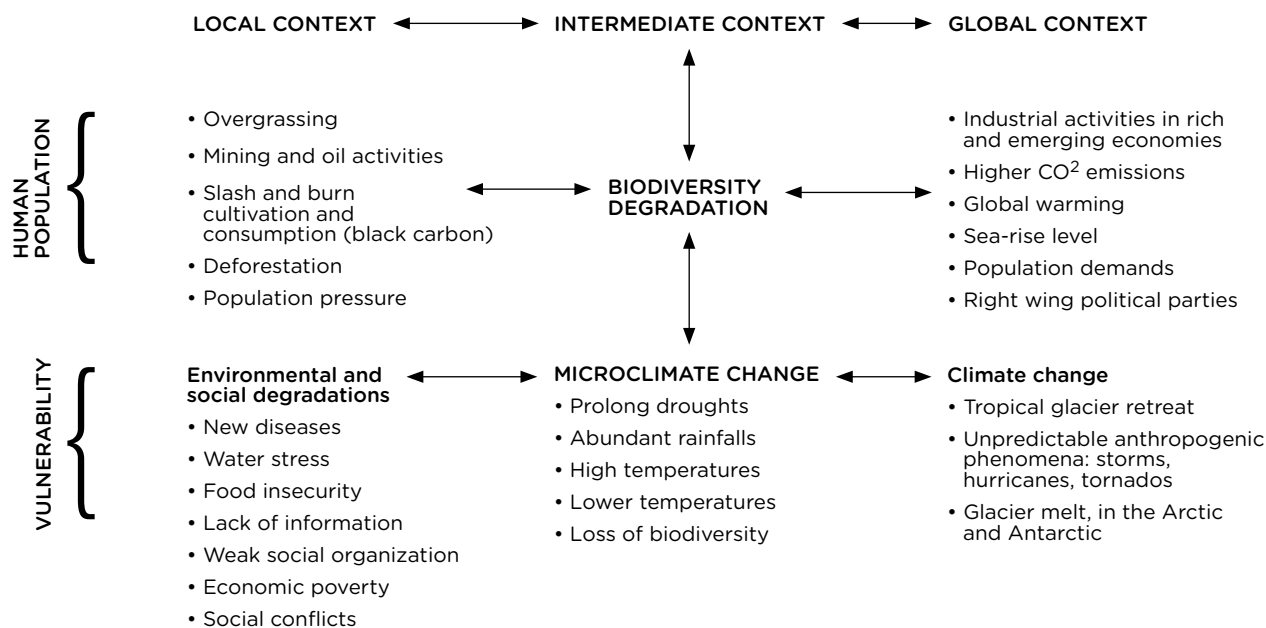 LOCAL CONTEXT
INTERMEDIATE CONTEXT
GLOBAL CONTEXT
HUMAN
POPULATION
• Overgrassing
• Mining and oil activities
• Slash and burn
cultivation and
consumption (black carbon)
• Deforestation
• Population pressure
BIODIVERSITY
DEGRADATION
• Industrial activities in rich
and emerging economies
• Higher CO² emissions
• Global warming
• Sea-rise level
• Population demands
• Right wing political parties
VULNERABILITY
Environmental and
social degradations
• New diseases
• Water stress
• Food insecurity
• Lack of information
• Weak social organization
• Economic poverty
• Social conflicts
MICROCLIMATE CHANGE
• Prolong droughts
• Abundant rainfalls
• High temperatures
• Lower temperatures
• Loss of biodiversity
Climate change
• Tropical glacier retreat
• Unpredictable anthropogenic
phenomena: storms,
hurricanes, tornados
• Glacier melt, in the Arctic
and Antarctic